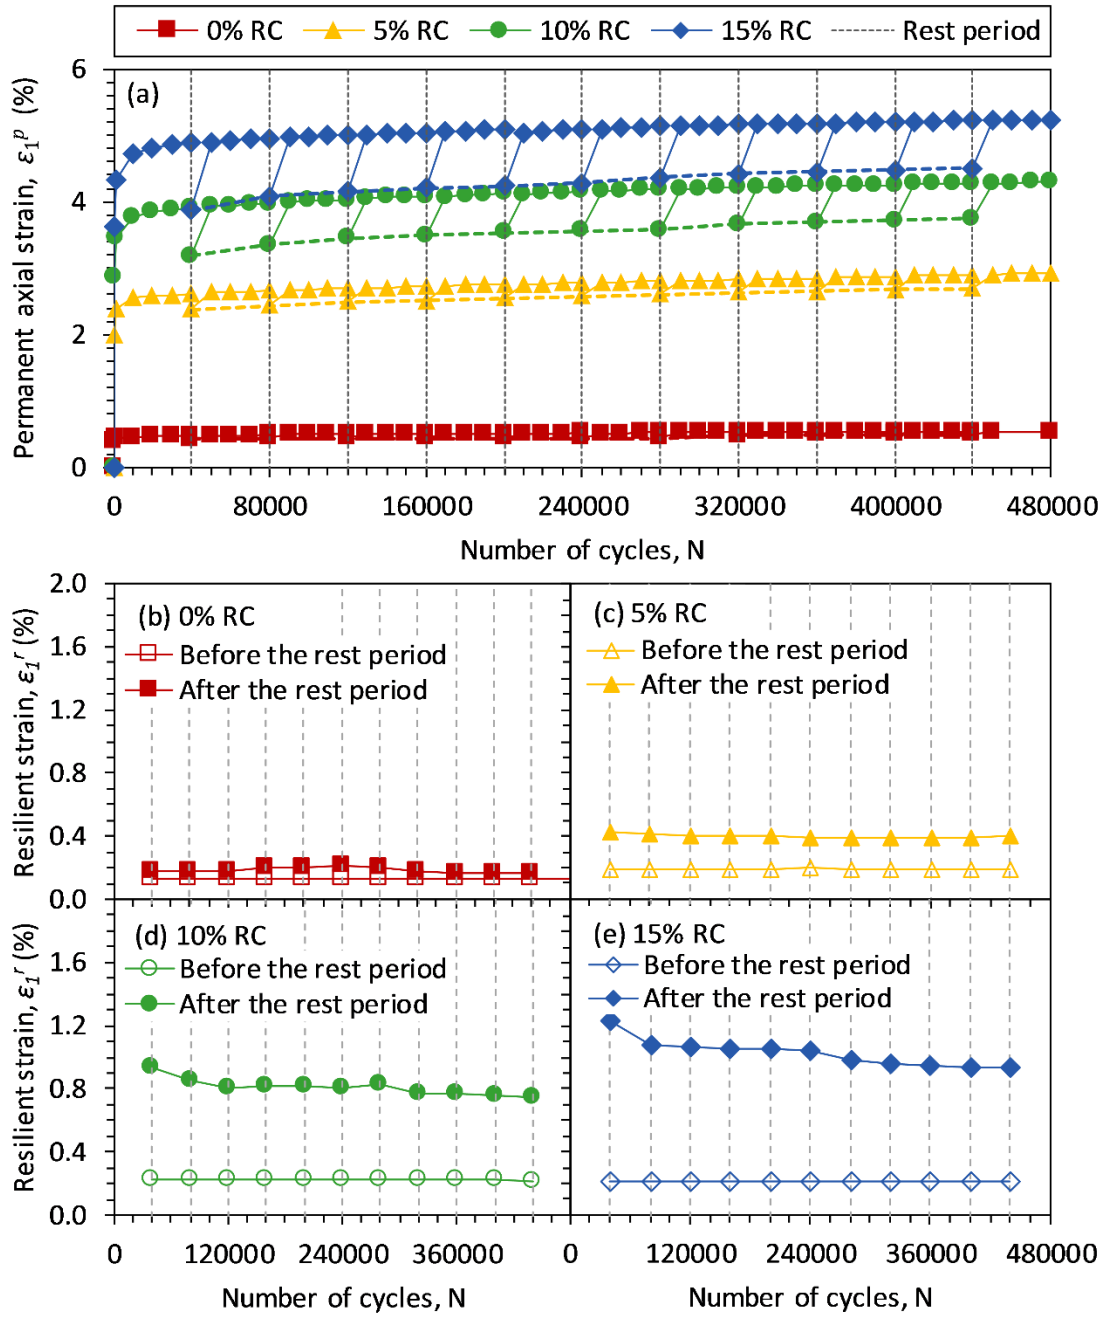 0% RC 5% RC 10% RC 15% RC Rest period
(a)
Permanent axial strain, ε₁ᵖ (%)
6
4
2
0
0 80000 160000 240000 320000 400000 480000
Number of cycles, N
Resilient strain, ε₁ʳ (%)
2.0
1.6
1.2
0.8
0.4
0.0
(b) 0% RC
Before the rest period
After the rest period
(c) 5% RC
Before the rest period
After the rest period
Resilient strain, ε₁ʳ (%)
1.6
1.2
0.8
0.4
0.0
(d) 10% RC
Before the rest period
After the rest period
(e) 15% RC
Before the rest period
After the rest period
0 120000 240000 360000 0 120000 240000 360000 480000
Number of cycles, N Number of cycles, N